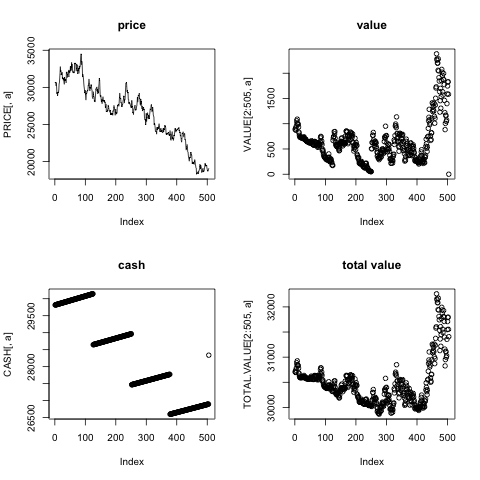 price
PRICE[, a]
20000 25000 30000 35000
0 100 200 300 400 500
Index
value
VALUE[2:505, a]
0 500 1500
0 100 200 300 400 500
Index
cash
CASH[, a]
26500 28000 29500
0 100 200 300 400 500
Index
total value
TOTAL.VALUE[2:505, a]
30000 31000 32000
0 100 200 300 400 500
Index